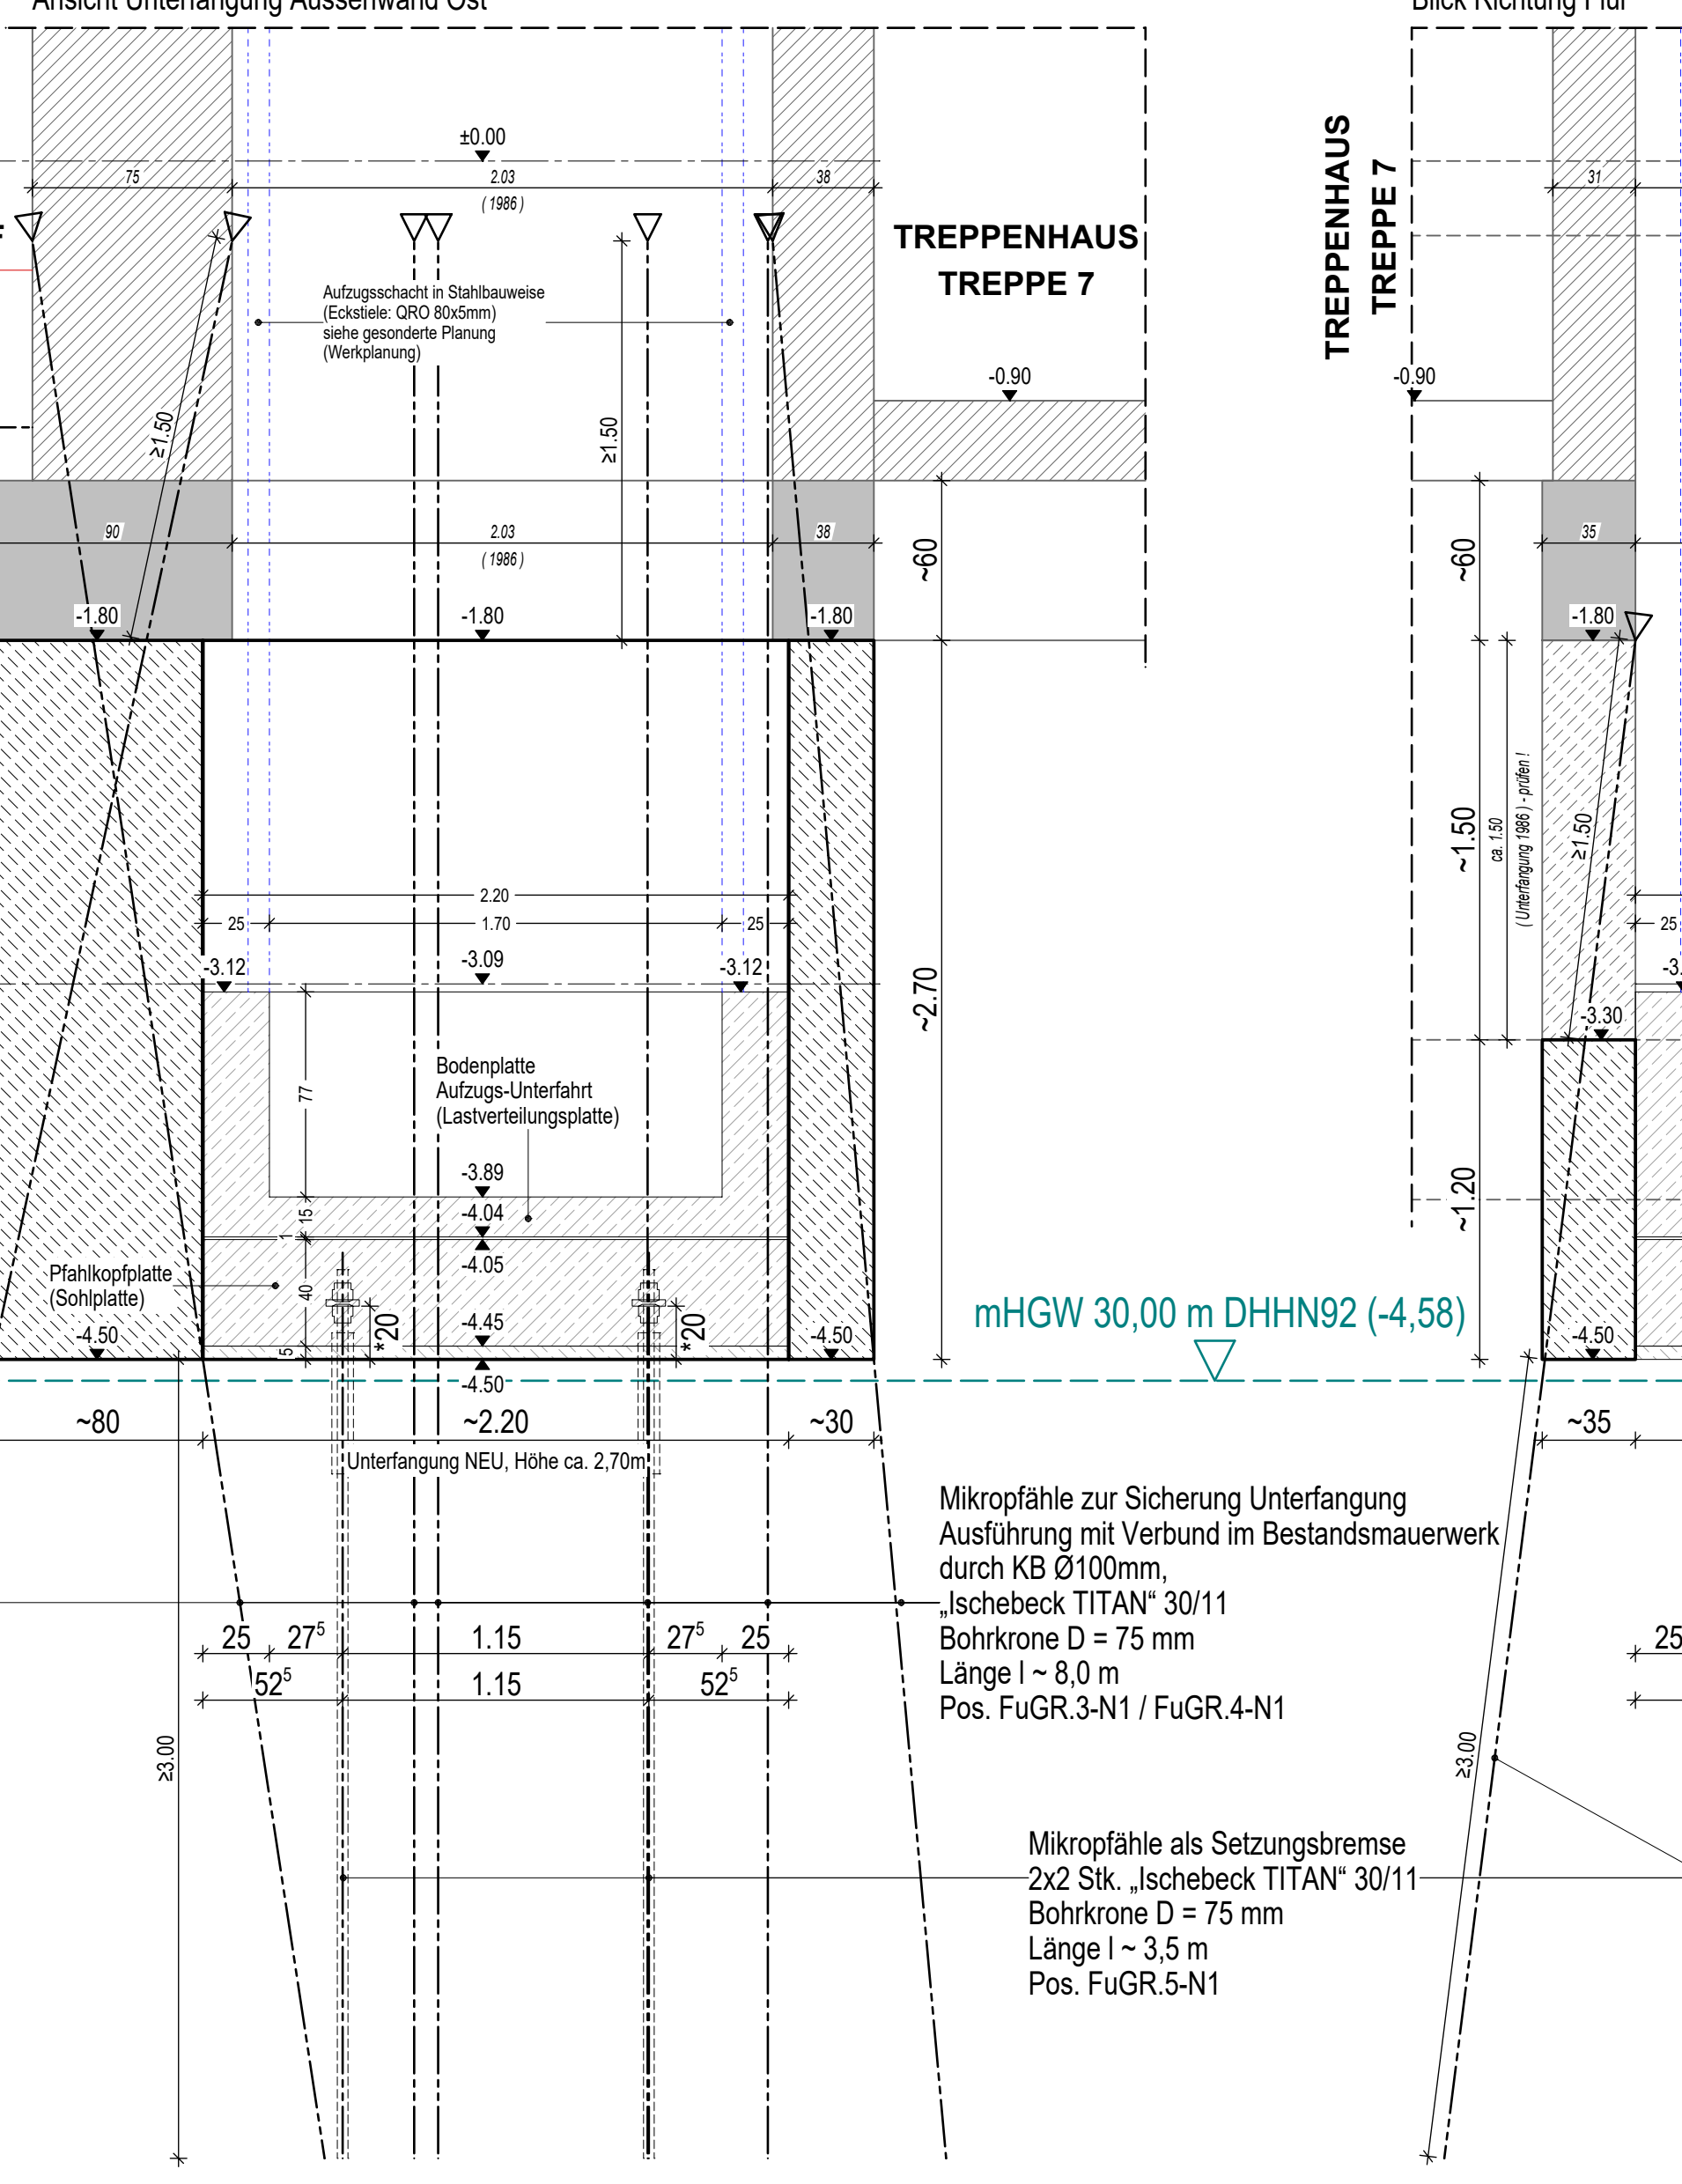 Ansicht Unterfangung Aussenwand Ost
Blick Richtung Flur
±0.00
75
2.03
( 1986 )
38
31
TREPPENHAUS
TREPPE 7
TREPPENHAUS
TREPPE 7
Aufzugsschacht in Stahlbauweise
(Eckstiele: QRO 80x5mm)
siehe gesonderte Planung
(Werkplanung)
-0.90
-0.90
≥1.50
≥1.50
90
2.03
( 1986 )
38
35
~60
~60
-1.80
-1.80
-1.80
-1.80
~1.50
ca. 1.50
( Unterfangung 1986 ) - prüfen !
≥1.50
2.20
25
1.70
25
25
-3.12
-3.09
-3.12
-3.
~2.70
-3.30
77
Bodenplatte
Aufzugs-Unterfahrt
(Lastverteilungsplatte)
-3.89
15
-4.04
1
-4.05
~1.20
Pfahlkopfplatte
(Sohlplatte)
40
*20
*20
mHGW 30,00 m DHHN92 (-4,58)
-4.50
-4.45
-4.50
-4.50
5
-4.50
~80
~2.20
~30
~35
Unterfangung NEU, Höhe ca. 2,70m
Mikropfähle zur Sicherung Unterfangung
Ausführung mit Verbund im Bestandsmauerwerk
durch KB Ø100mm,
„Ischebeck TITAN“ 30/11
Bohrkrone D = 75 mm
Länge l ~ 8,0 m
Pos. FuGR.3-N1 / FuGR.4-N1
25
27⁵
1.15
27⁵
25
25
52⁵
1.15
52⁵
≥3.00
≥3.00
Mikropfähle als Setzungsbremse
2x2 Stk. „Ischebeck TITAN“ 30/11
Bohrkrone D = 75 mm
Länge l ~ 3,5 m
Pos. FuGR.5-N1